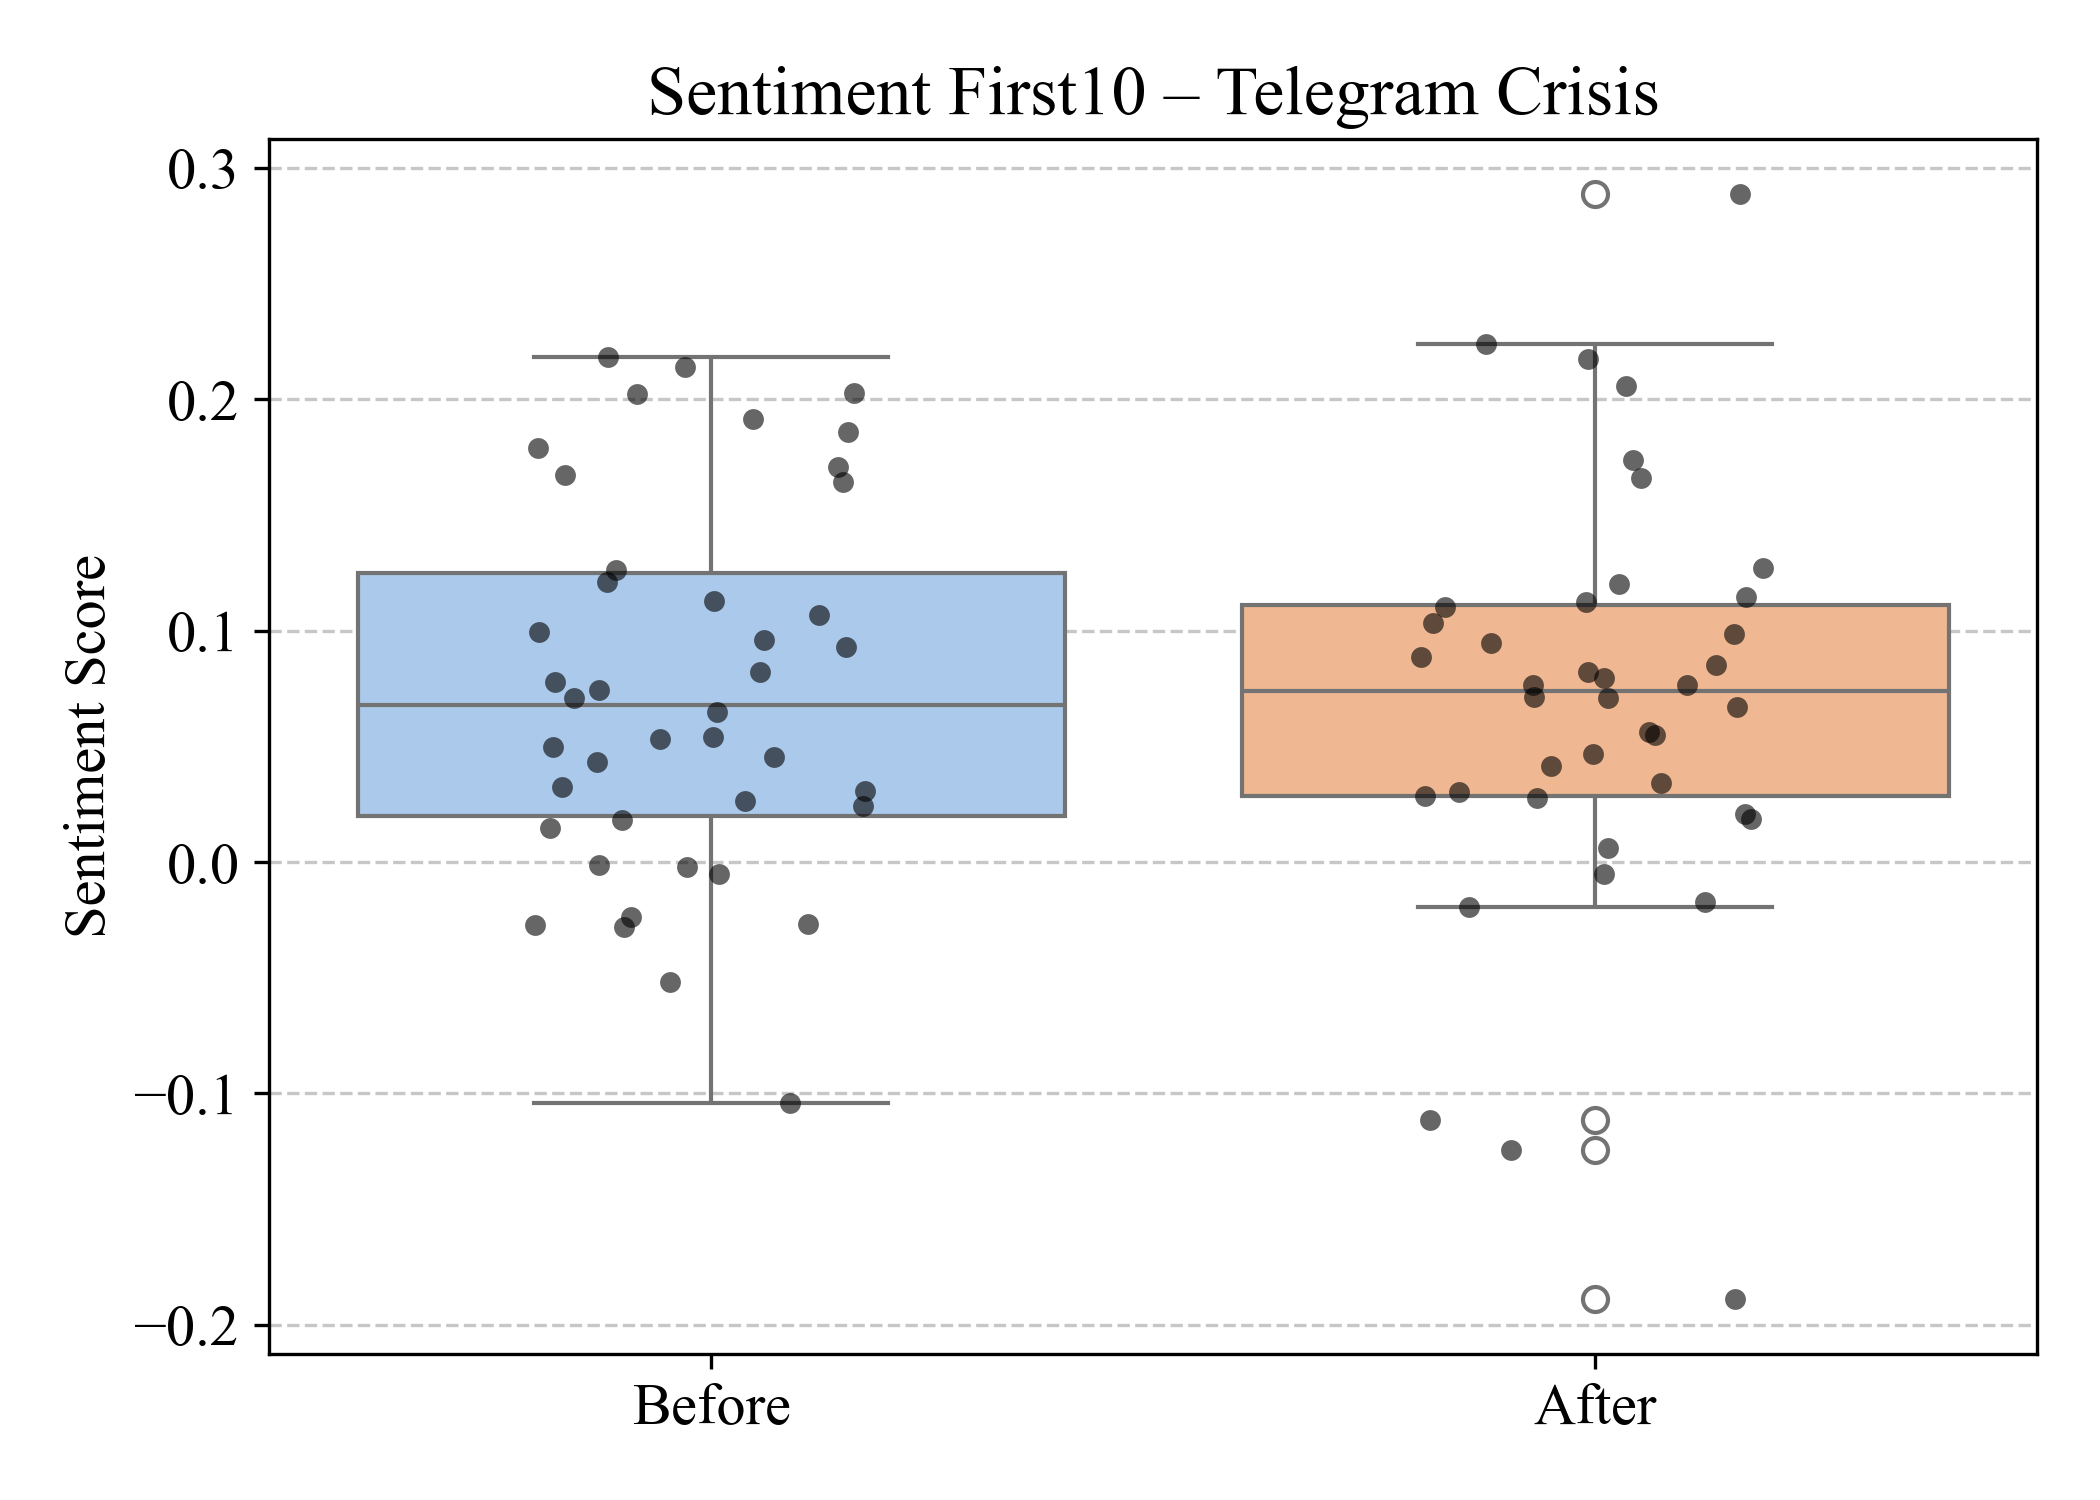 Sentiment First10 – Telegram Crisis
Sentiment Score
0.3
0.2
0.1
0.0
−0.1
−0.2
Before
After